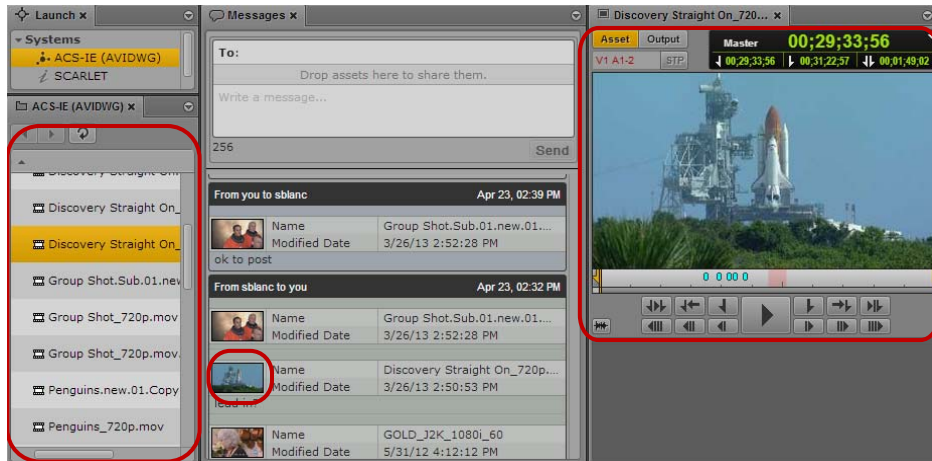 Launch x
Systems
ACS-IE (AVIDWG)
SCARLET
ACS-IE (AVIDWG) x
Discovery Straight On_
Discovery Straight On_
Group Shot.Sub.01.new
Group Shot_720p.mov
Group Shot_720p.mov.
Penguins.new.01.Copy
Penguins_720p.mov
Messages x
To:
Drop assets here to share them.
Write a message...
256
Send
From you to sblanc Apr 23, 02:39 PM
Name Group Shot.Sub.01.new.01....
Modified Date 3/26/13 2:52:28 PM
ok to post
From sblanc to you Apr 23, 02:32 PM
Name Group Shot.Sub.01.new.01....
Modified Date 3/26/13 2:52:28 PM
Name Discovery Straight On_720p....
Modified Date 3/26/13 2:50:53 PM
lead in?
Name GOLD_J2K_1080i_60
Modified Date 5/31/12 4:12:12 PM
Discovery Straight On_720... x
Asset Output Master 00;29;33;56
V1 A1-2 STP 00;29;33;56 00;31;22;57 00;01;49;02
0 0 00 0